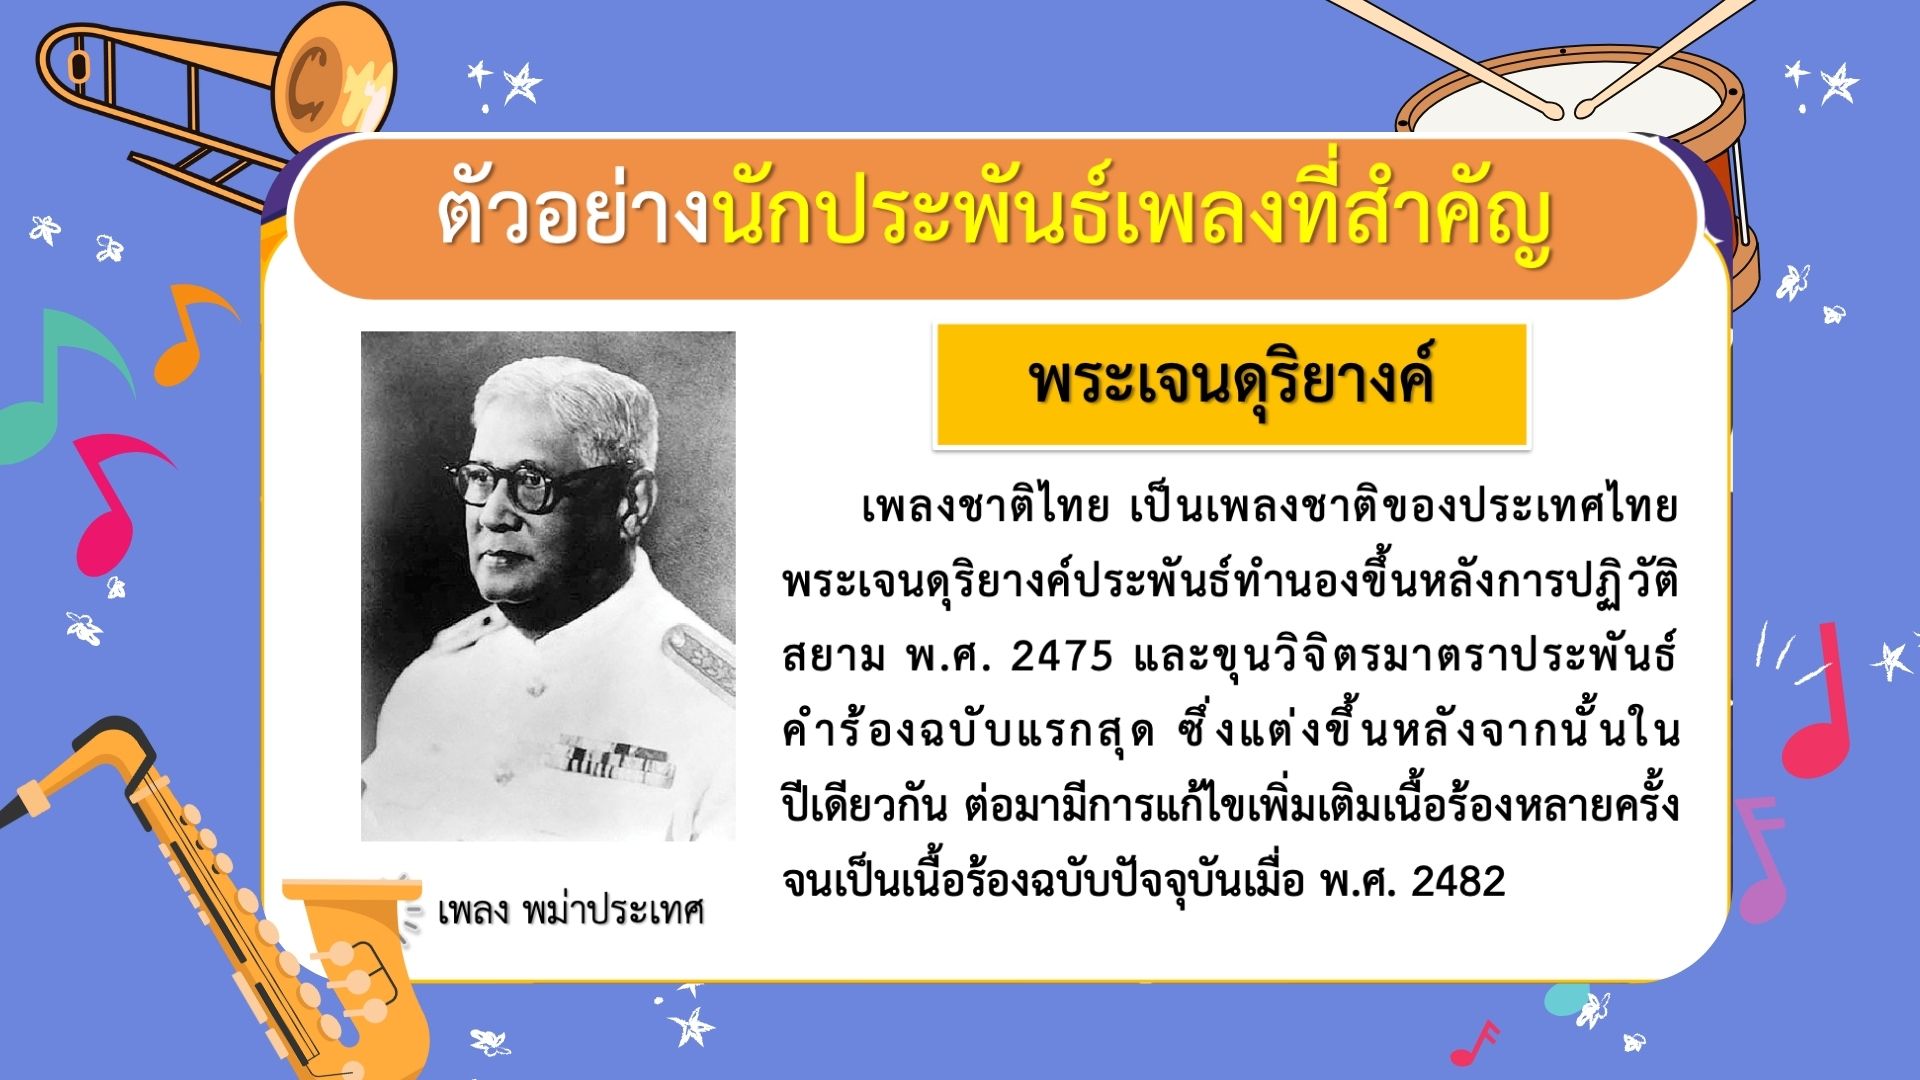 ตัวอย่างนักประพันธ์เพลงที่สำคัญ
พระเจนดุริยางค์
เพลงชาติไทย เป็นเพลงชาติของประเทศไทย
พระเจนดุริยางค์ประพันธ์ทำนองขึ้นหลังการปฏิวัติ
สยาม พ.ศ. 2475 และขุนวิจิตรมาตราประพันธ์
คำร้องฉบับแรกสุด ซึ่งแต่งขึ้นหลังจากนั้นใน
ปีเดียวกัน ต่อมามีการแก้ไขเพิ่มเติมเนื้อร้องหลายครั้ง
จนเป็นเนื้อร้องฉบับปัจจุบันเมื่อ พ.ศ. 2482
เพลง พม่าประเทศ